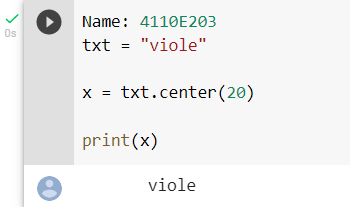 0s
Name: 4110E203
txt = "viole"
x = txt.center(20)
print(x)
viole